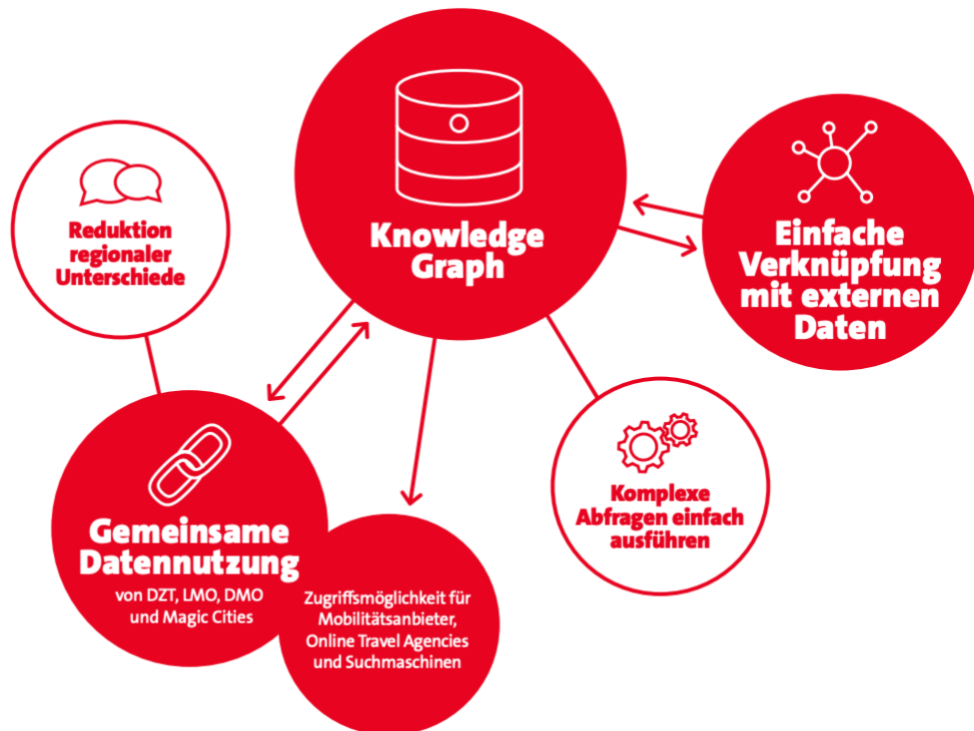 Knowledge
Graph
Reduktion
regionaler
Unterschiede
Einfache
Verknüpfung
mit externen
Daten
Komplexe
Abfragen einfach
ausführen
Gemeinsame
Datennutzung
von DZT, LMO, DMO
und Magic Cities
Zugriffsmöglichkeit für
Mobilitätsanbieter,
Online Travel Agencies
und Suchmaschinen